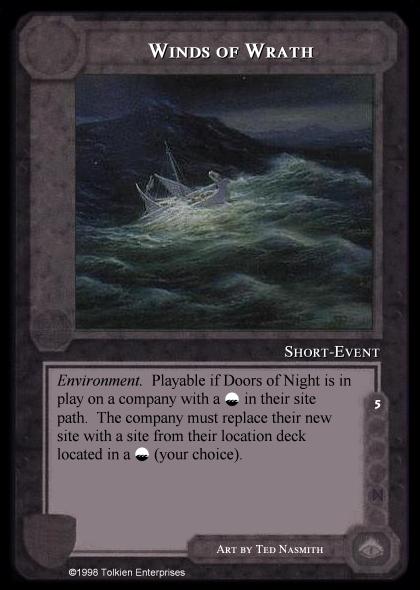 Winds of Wrath
Short-Event
Environment. Playable if Doors of Night is in
play on a company with a in their site
path. The company must replace their new
site with a site from their location deck
located in a (your choice).
5
N
Art by Ted Nasmith
©1998 Tolkien Enterprises